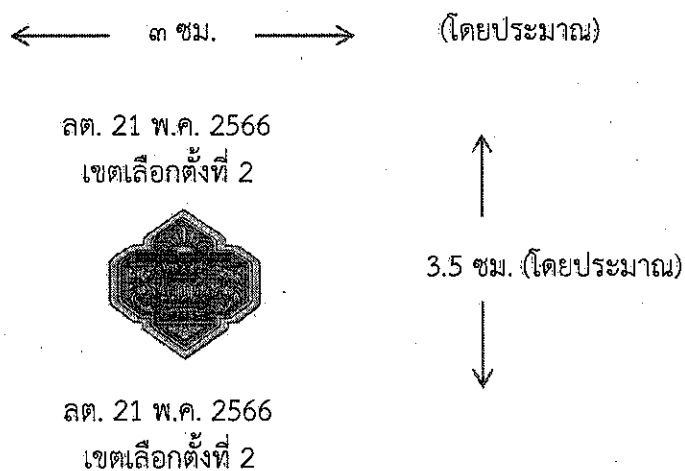 ๓ ซม. (โดยประมาณ)
ลต. 21 พ.ค. 2566
เขตเลือกตั้งที่ 2
3.5 ซม. (โดยประมาณ)
ลต. 21 พ.ค. 2566
เขตเลือกตั้งที่ 2